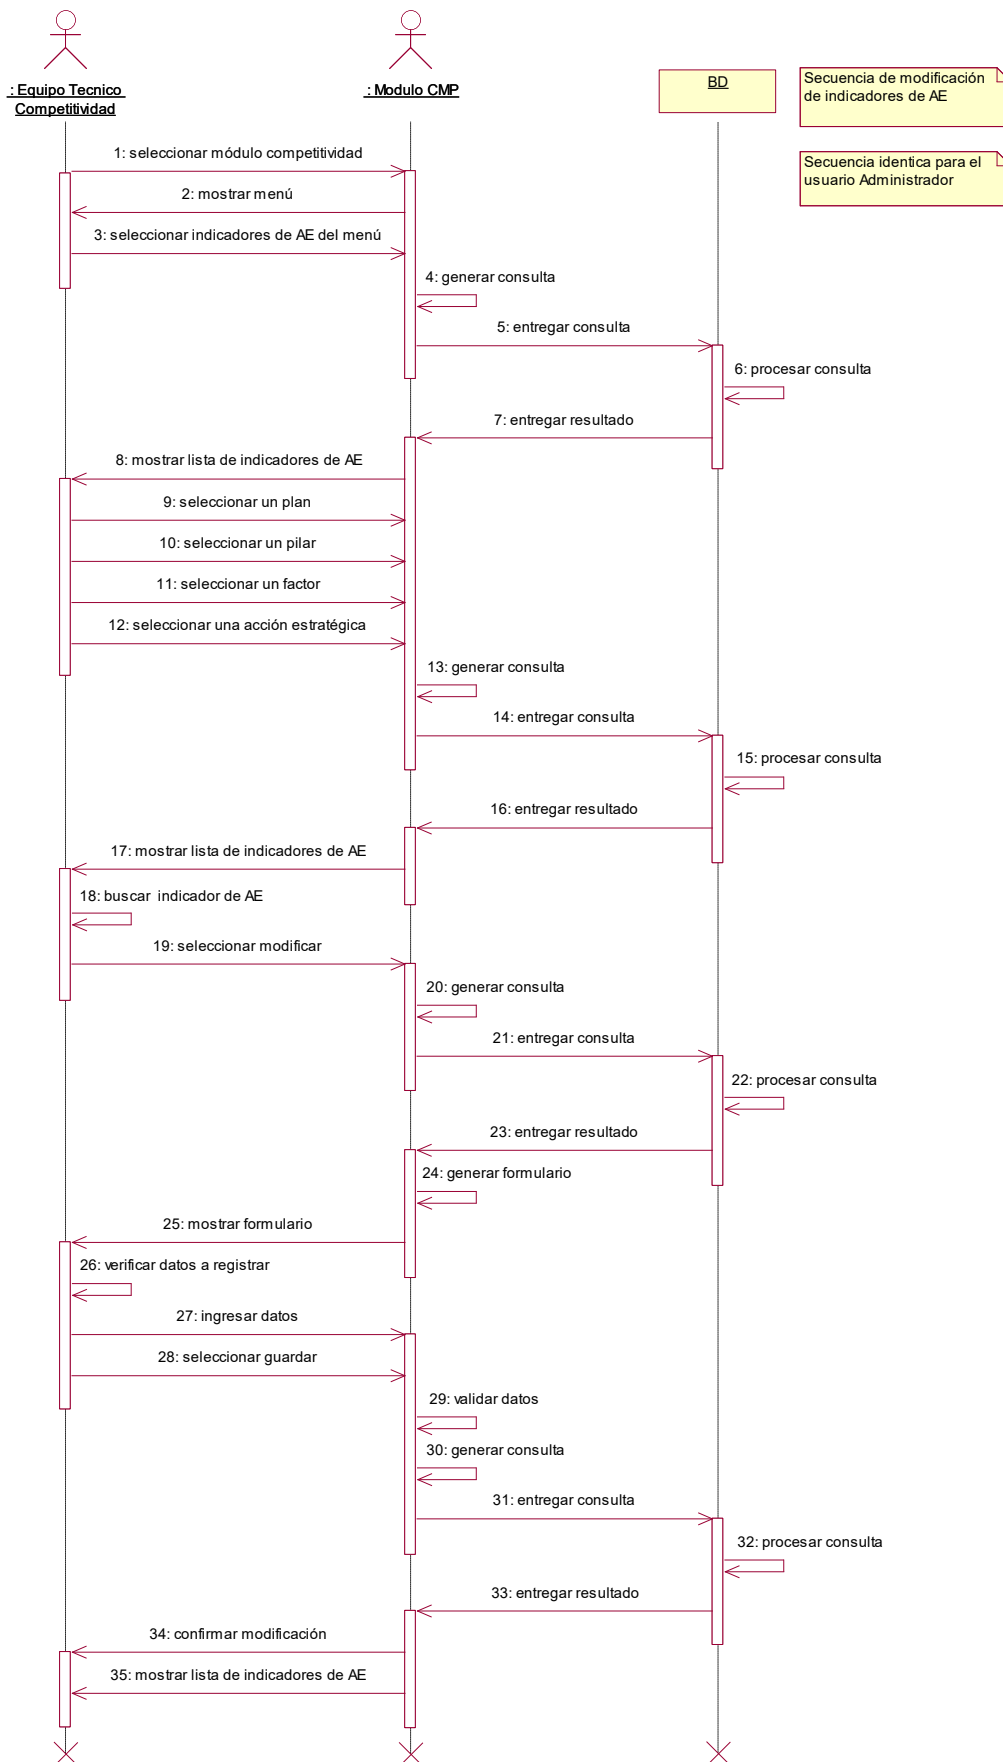 : Equipo Tecnico
Competitividad
: Modulo CMP
BD
Secuencia de modificación
de indicadores de AE
Secuencia identica para el
usuario Administrador
1: seleccionar módulo competitividad
2: mostrar menú
3: seleccionar indicadores de AE del menú
4: generar consulta
5: entregar consulta
6: procesar consulta
7: entregar resultado
8: mostrar lista de indicadores de AE
9: seleccionar un plan
10: seleccionar un pilar
11: seleccionar un factor
12: seleccionar una acción estratégica
13: generar consulta
14: entregar consulta
15: procesar consulta
16: entregar resultado
17: mostrar lista de indicadores de AE
18: buscar  indicador de AE
19: seleccionar modificar
20: generar consulta
21: entregar consulta
22: procesar consulta
23: entregar resultado
24: generar formulario
25: mostrar formulario
26: verificar datos a registrar
27: ingresar datos
28: seleccionar guardar
29: validar datos
30: generar consulta
31: entregar consulta
32: procesar consulta
33: entregar resultado
34: confirmar modificación
35: mostrar lista de indicadores de AE